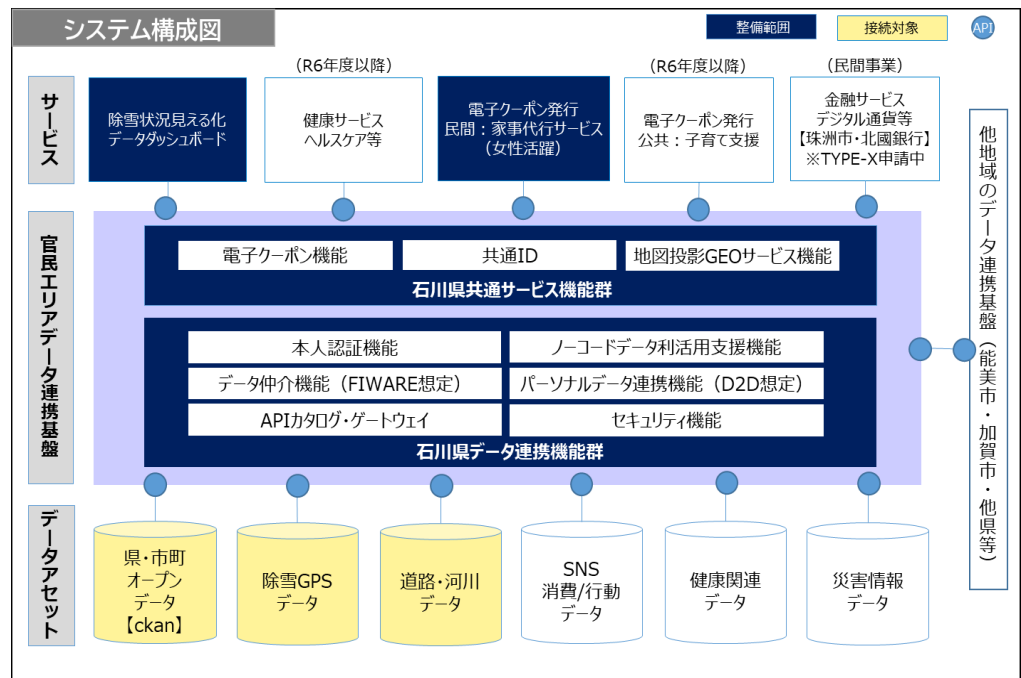 システム構成図
整備範囲
接続対象
API
サービス
除雪状況見える化
データダッシュボード
(R6年度以降)
健康サービス
ヘルスケア等
電子クーポン発行
民間:家事代行サービス
(女性活躍)
(R6年度以降)
電子クーポン発行
公共:子育て支援
(民間事業)
金融サービス
デジタル通貨等
【珠洲市・北國銀行】
※TYPE-X申請中
他地域のデータ連携基盤(能美市・加賀市・他県等)
官民エリアデータ連携基盤
電子クーポン機能
共通ID
地図投影GEOサービス機能
石川県共通サービス機能群
本人認証機能
ノーコードデータ利活用支援機能
データ仲介機能(FIWARE想定)
パーソナルデータ連携機能(D2D想定)
APIカタログ・ゲートウェイ
セキュリティ機能
石川県データ連携機能群
データアセット
県・市町
オープン
データ
【ckan】
除雪GPS
データ
道路・河川
データ
SNS
消費/行動
データ
健康関連
データ
災害情報
データ